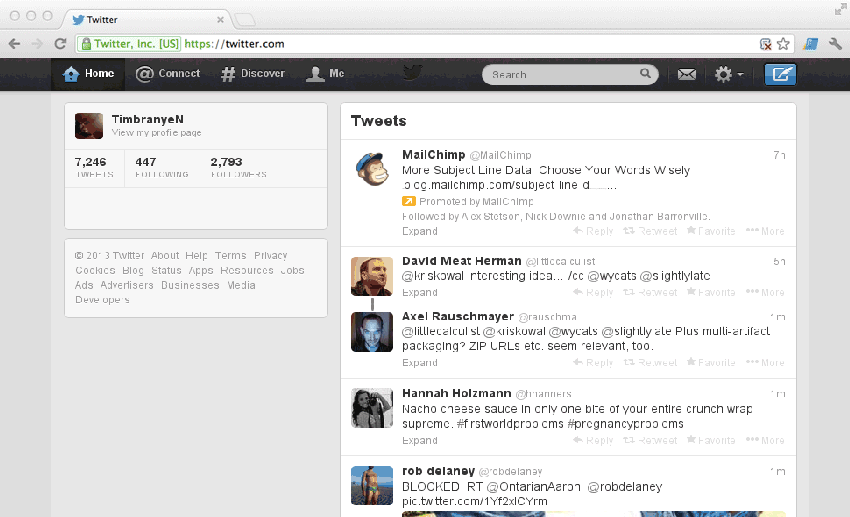 Twitter
Twitter, Inc. [US] https://twitter.com
Home Connect Discover Me Search
TimbranyeN
View my profile page
7,246 447 2,793
TWEETS FOLLOWING FOLLOWERS
© 2013 Twitter About Help Terms Privacy
Cookies Blog Status Apps Resources Jobs
Ads Advertisers Businesses Media
Developers
Tweets
MailChimp @MailChimp 7h
More Subject Line Data: Choose Your Words Wisely
blog.mailchimp.com/subject-line-d...
Promoted by MailChimp
Followed by Alex Sexton, Nick Downie and Jonathan Barronville.
Expand Reply Retweet Favorite More
David Meat Herman @littlecalculist 5h
@kriskowal Interesting idea... /cc @wycats @slightlylate
Expand Reply Retweet Favorite More
Axel Rauschmayer @rauschma 1m
@littlecalculist @kriskowal @wycats @slightlylate Plus multi-artifact
packaging? ZIP URLs etc. seem relevant, too.
Expand Reply Retweet Favorite More
Hannah Holzmann @hhanners 1m
Nacho cheese sauce in only one bite of your entire crunch wrap
supreme. #firstworldproblems #pregnancyproblems
Expand Reply Retweet Favorite More
rob delaney @robdelaney 1m
BLOCKED RT @OntarianAaron @robdelaney
pic.twitter.com/1Yf2xlCYrm